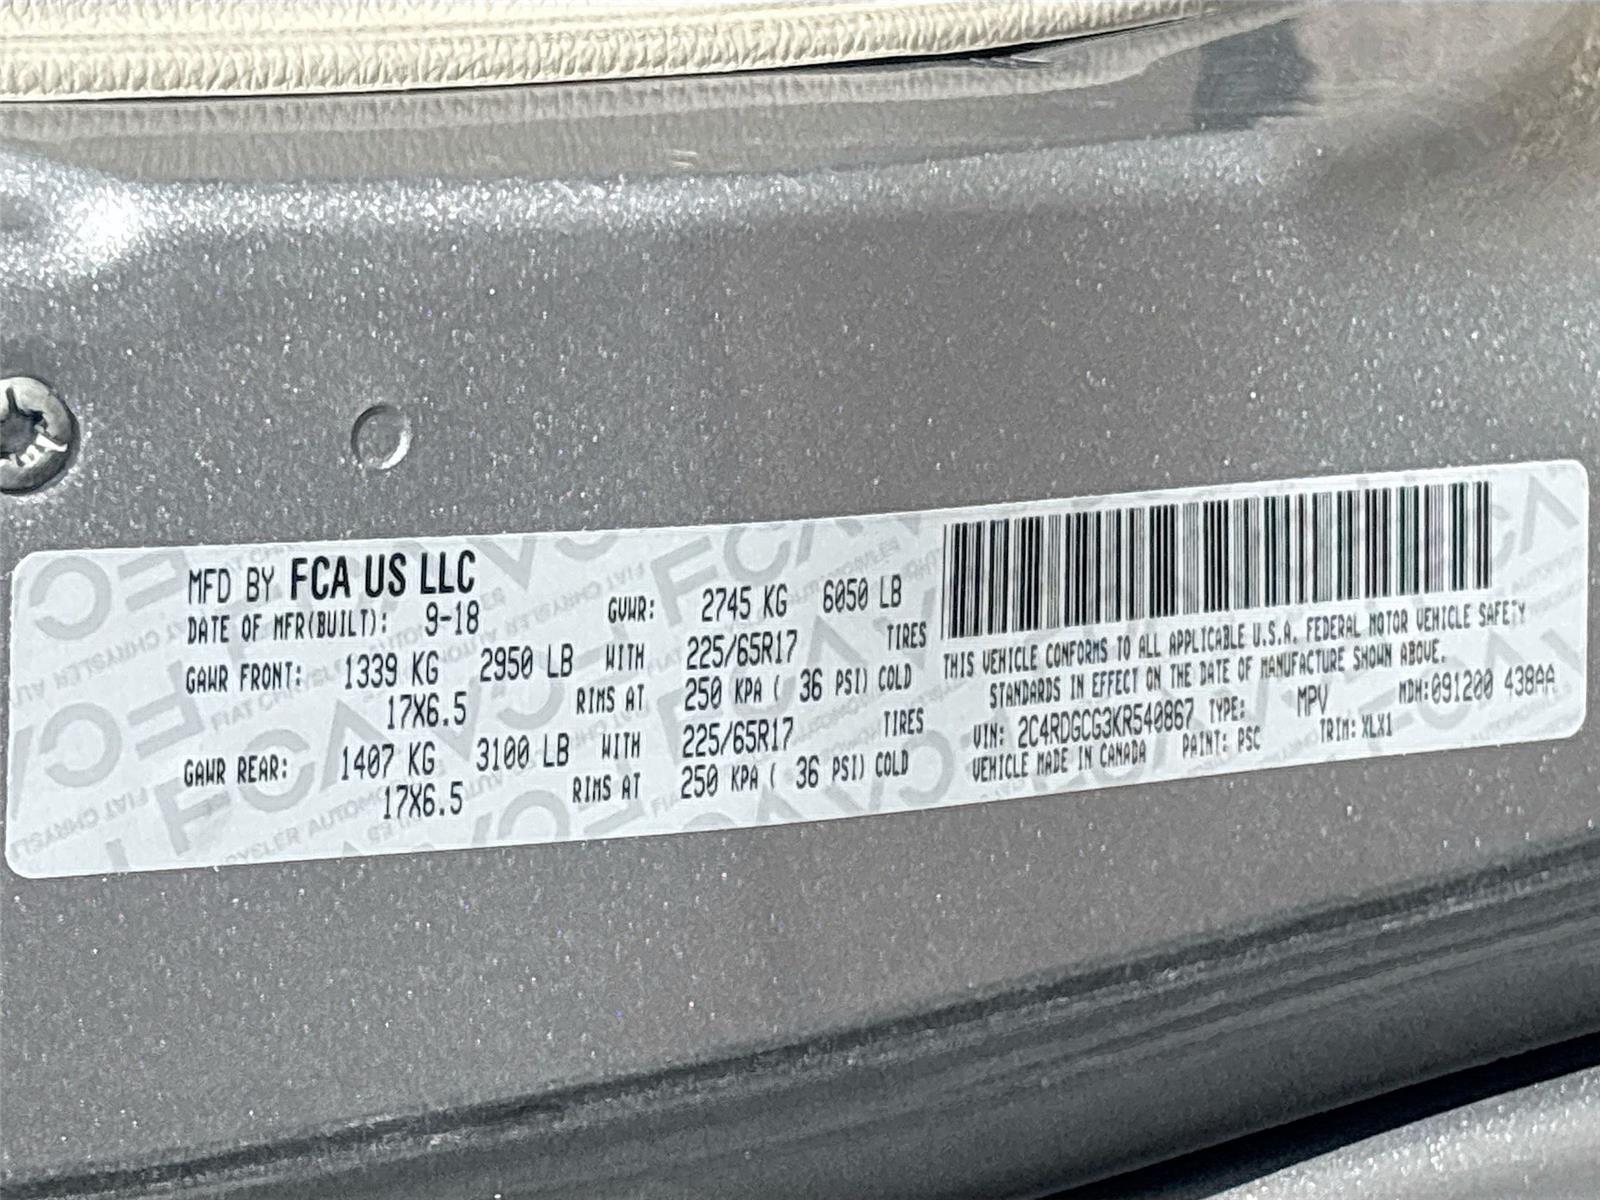 MFD BY FCA US LLC
DATE OF MFR(BUILT): 9-18 GVWR: 2745 KG 6050 LB
GAWR FRONT: 1339 KG 2950 LB WITH 225/65R17 TIRES
17X6.5 RIMS AT 250 KPA ( 36 PSI) COLD
GAWR REAR: 1407 KG 3100 LB WITH 225/65R17 TIRES
17X6.5 RIMS AT 250 KPA ( 36 PSI) COLD
THIS VEHICLE CONFORMS TO ALL APPLICABLE U.S.A. FEDERAL MOTOR VEHICLE SAFETY
STANDARDS IN EFFECT ON THE DATE OF MANUFACTURE SHOWN ABOVE.
VIN: 2C4RDGCG3KR540867 TYPE: MPV MDH:091200 438AA
VEHICLE MADE IN CANADA PAINT: PSC TRIM: XLX1